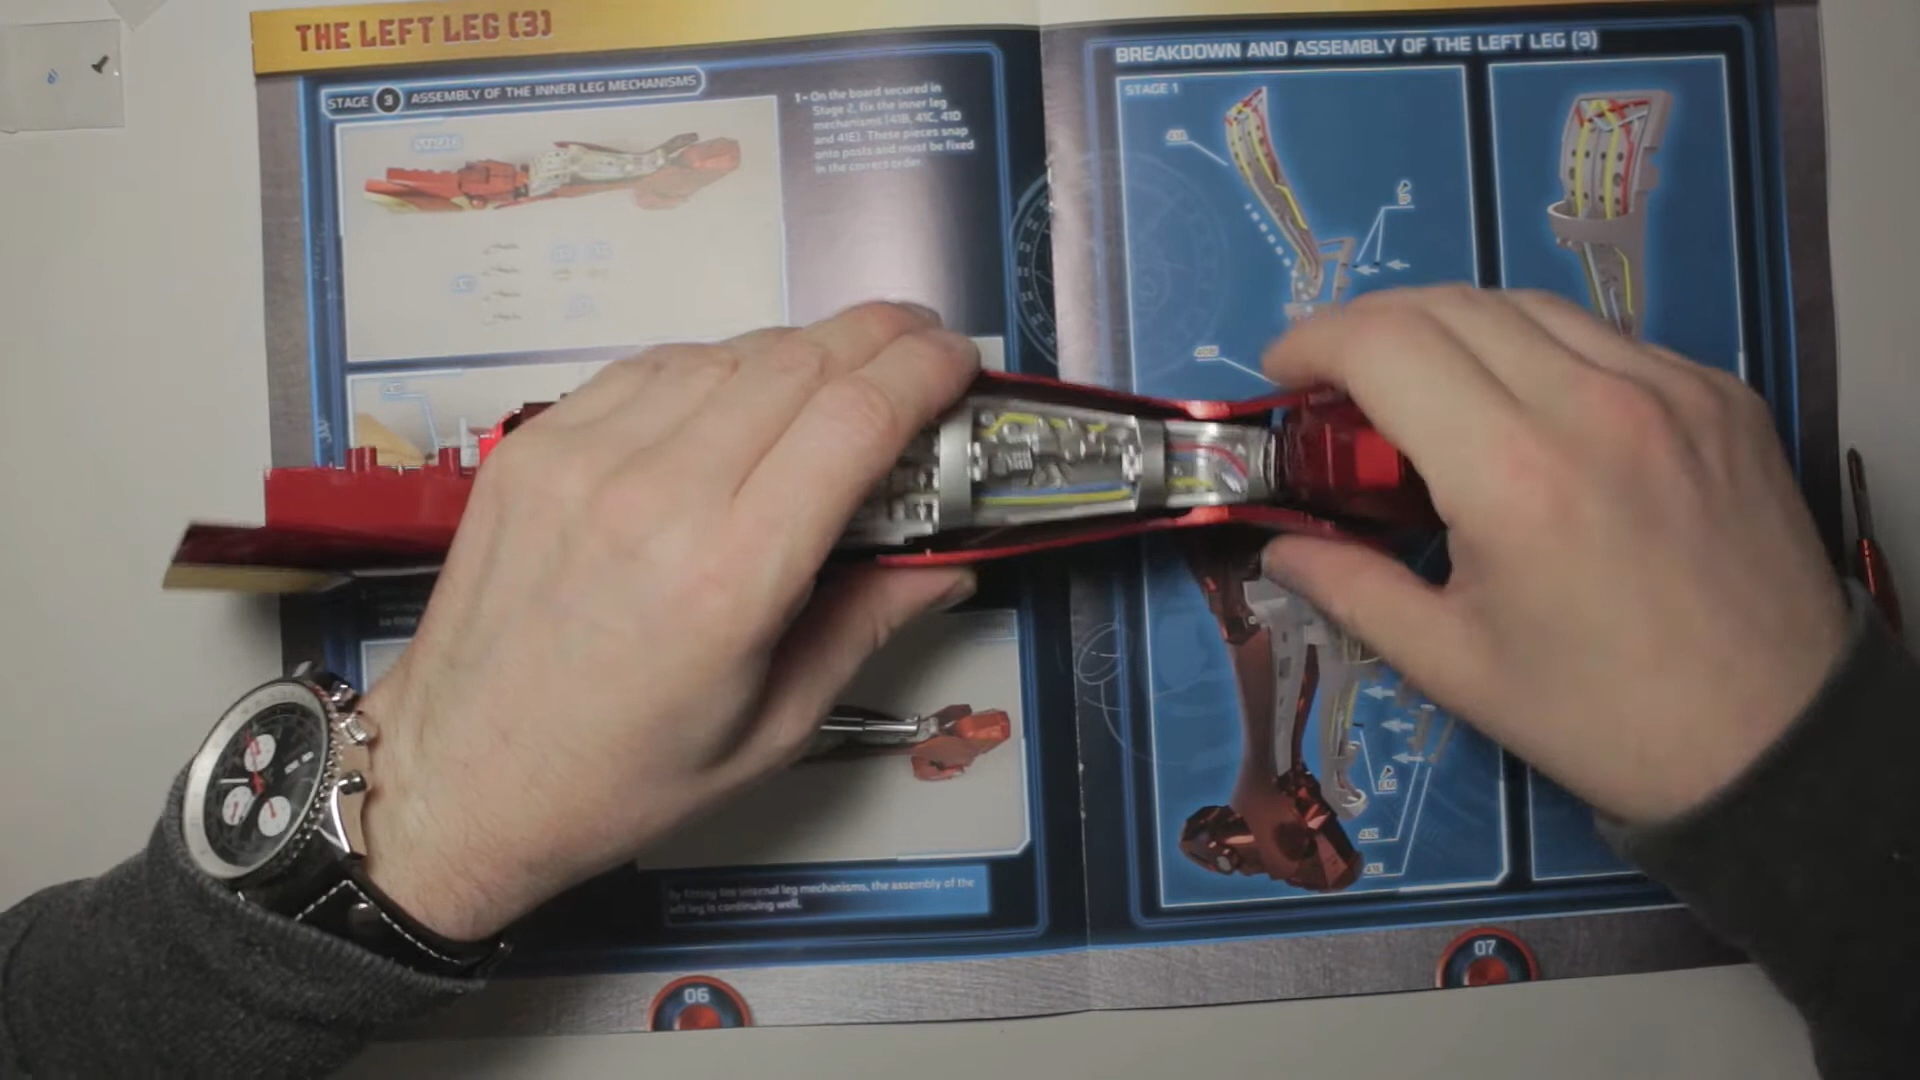 THE LEFT LEG (3)
STAGE 3 ASSEMBLY OF THE INNER LEG MECHANISMS
1 - On the board secured in
Stage 2, fix the inner leg
mechanisms (41B, 41C, 41D
and 41E). These pieces snap
onto posts and must be fixed
in the correct order.
By fitting the internal leg mechanisms, the assembly of the
left leg is continuing well.
06
BREAKDOWN AND ASSEMBLY OF THE LEFT LEG (3)
STAGE 1
07